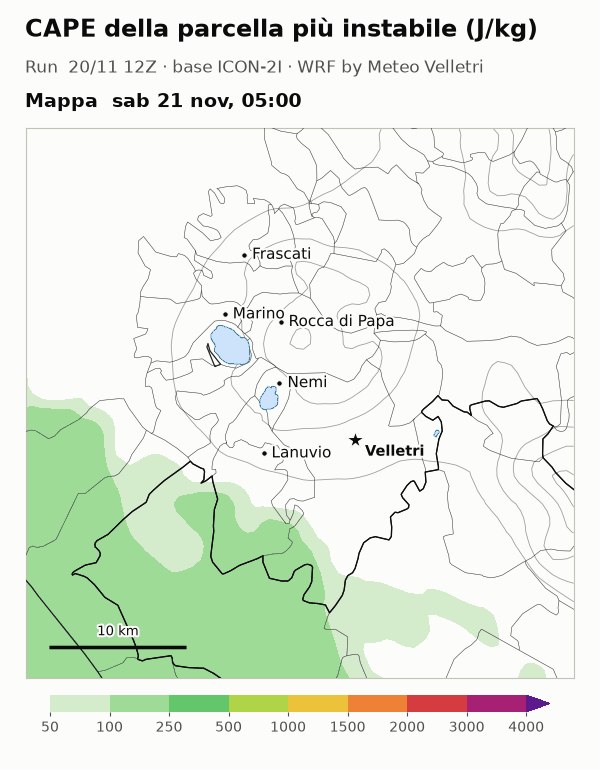 CAPE della parcella più instabile (J/kg)
Run  20/11 12Z · base ICON-2I · WRF by Meteo Velletri
Mappa  sab 21 nov, 05:00
Frascati
Marino
Rocca di Papa
Nemi
Velletri
Lanuvio
10 km
50 100 250 500 1000 1500 2000 3000 4000